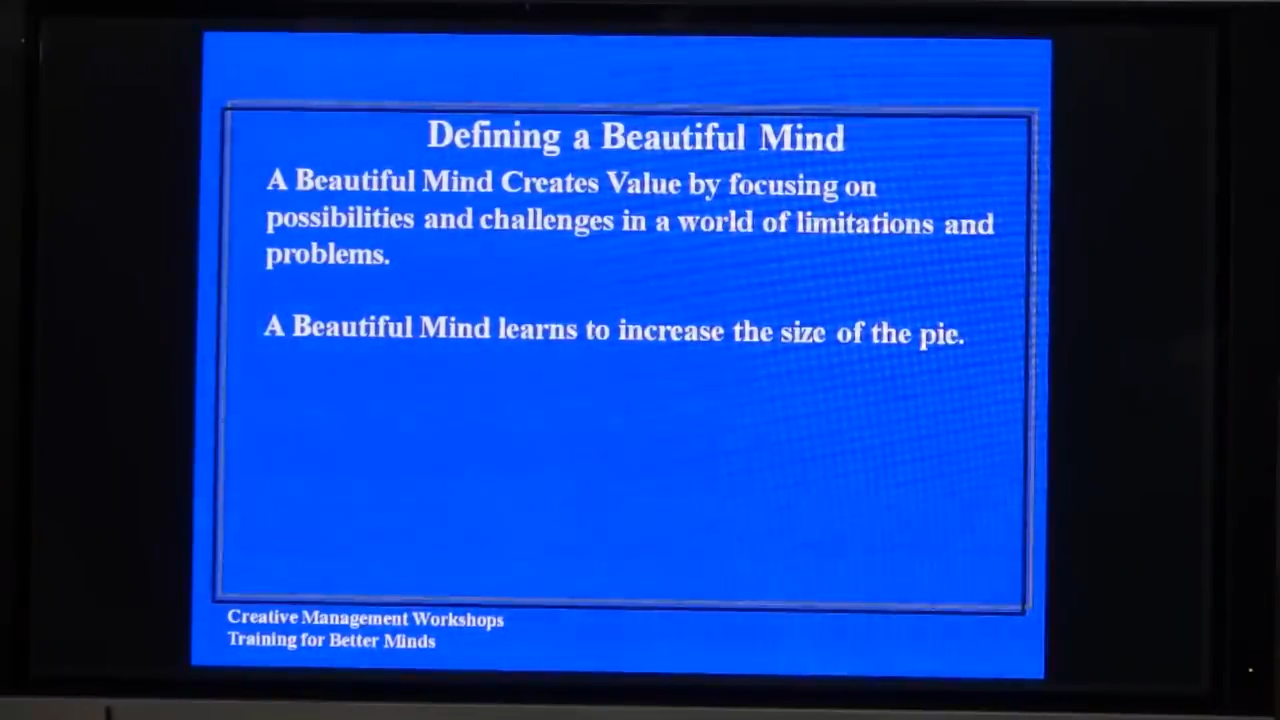 Defining a Beautiful Mind
A Beautiful Mind Creates Value by focusing on
possibilities and challenges in a world of limitations and
problems.
A Beautiful Mind learns to increase the size of the pie.
Creative Management Workshops
Training for Better Minds